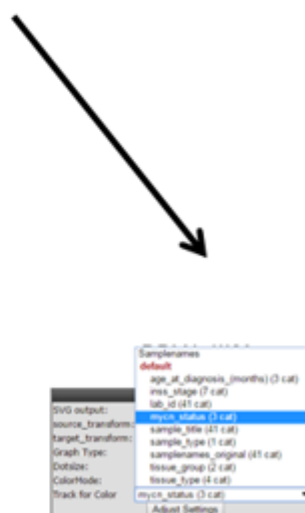 Samplenames
default
age_at_diagnosis_(months) (3 cat)
inss_stage (7 cat)
lab_id (41 cat)
mycn_status (3 cat)
sample_title (41 cat)
sample_type (1 cat)
samplenames_original (41 cat)
tissue_group (2 cat)
tissue_type (4 cat)
SVG output:
source_transform:
target_transform:
Graph Type:
Dotsize:
ColorMode:
Track for Color mycn_status (3 cat)
Adjust Settings